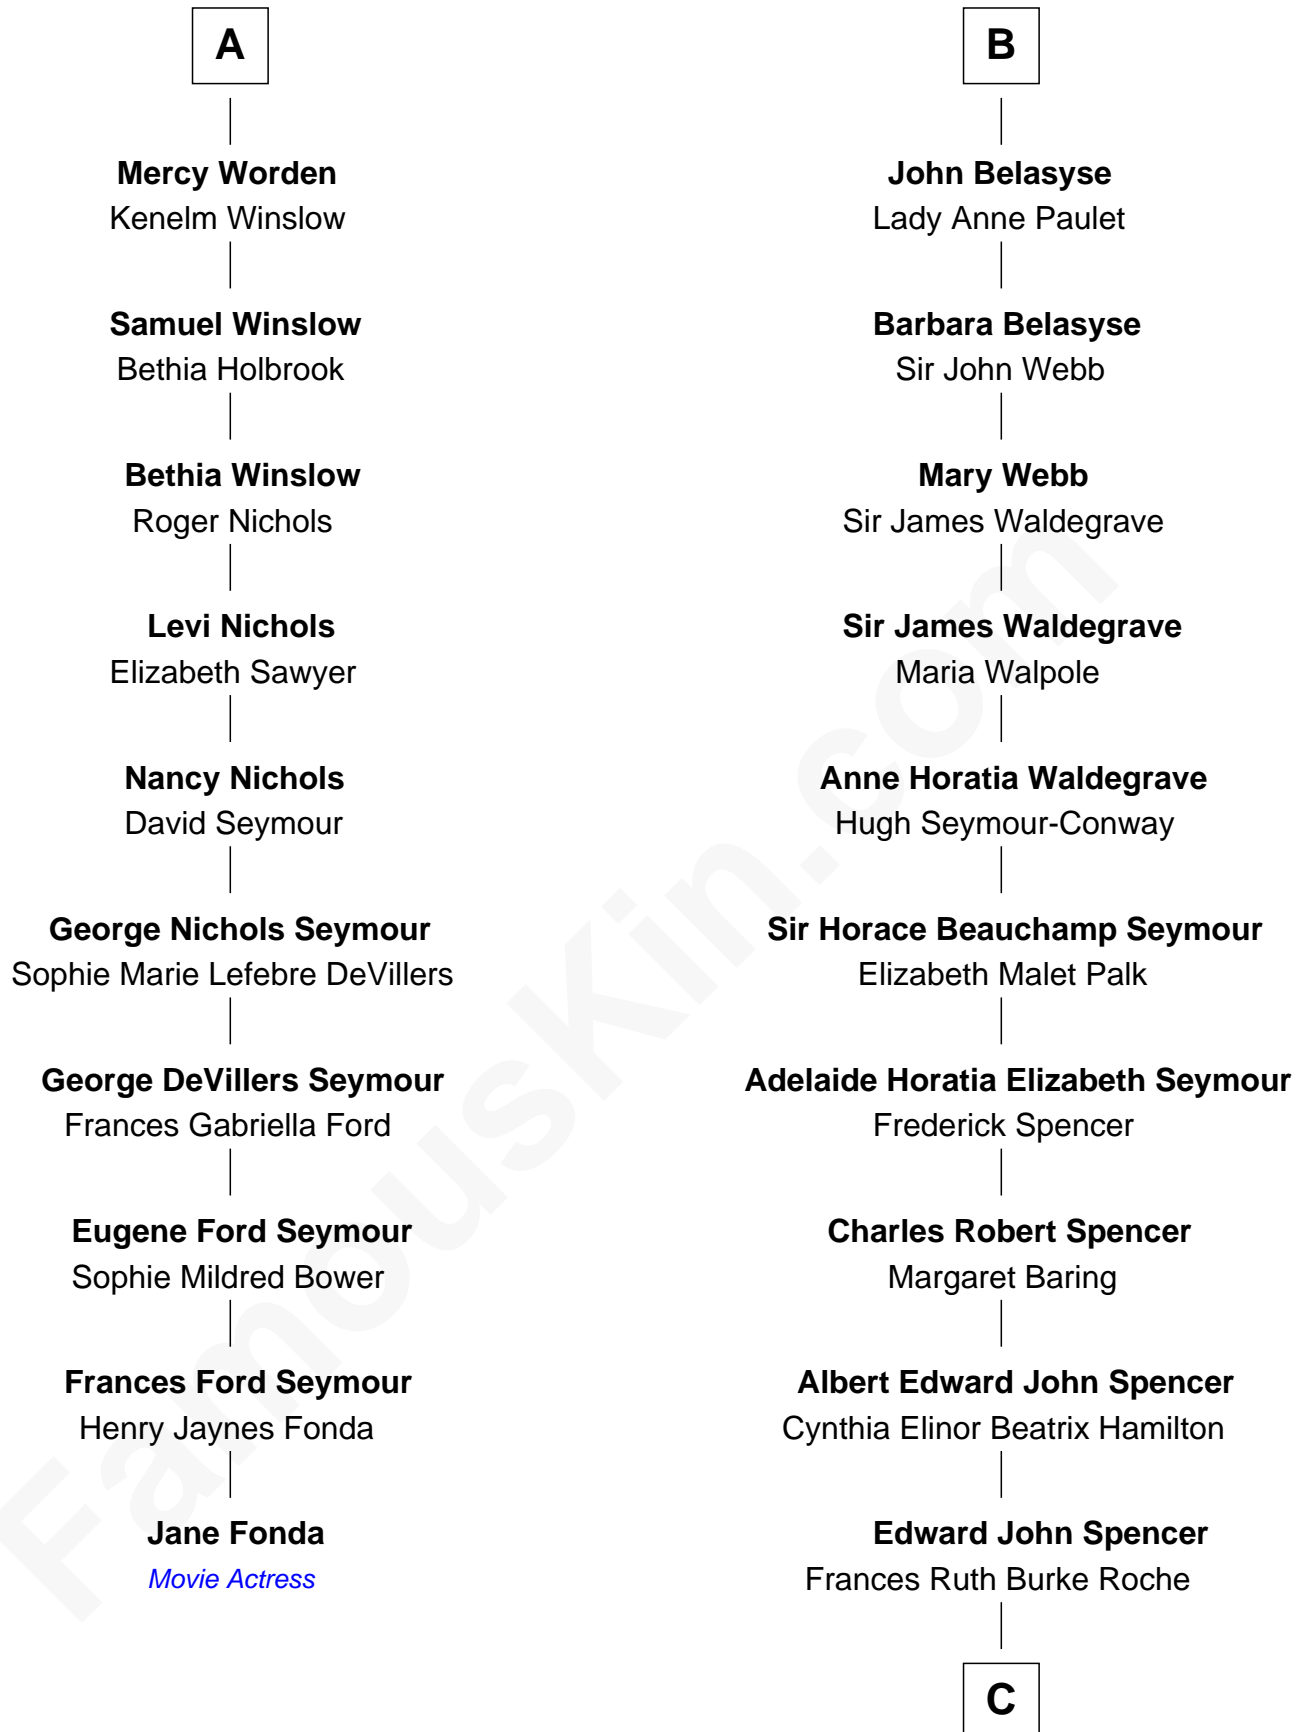 A
Mercy Worden
Kenelm Winslow
Samuel Winslow
Bethia Holbrook
Bethia Winslow
Roger Nichols
Levi Nichols
Elizabeth Sawyer
Nancy Nichols
David Seymour
George Nichols Seymour
Sophie Marie Lefebre DeVillers
George DeVillers Seymour
Frances Gabriella Ford
Eugene Ford Seymour
Sophie Mildred Bower
Frances Ford Seymour
Henry Jaynes Fonda
Jane Fonda
Movie Actress
B
John Belasyse
Lady Anne Paulet
Barbara Belasyse
Sir John Webb
Mary Webb
Sir James Waldegrave
Sir James Waldegrave
Maria Walpole
Anne Horatia Waldegrave
Hugh Seymour-Conway
Sir Horace Beauchamp Seymour
Elizabeth Malet Palk
Adelaide Horatia Elizabeth Seymour
Frederick Spencer
Charles Robert Spencer
Margaret Baring
Albert Edward John Spencer
Cynthia Elinor Beatrix Hamilton
Edward John Spencer
Frances Ruth Burke Roche
C
FamousKin.com